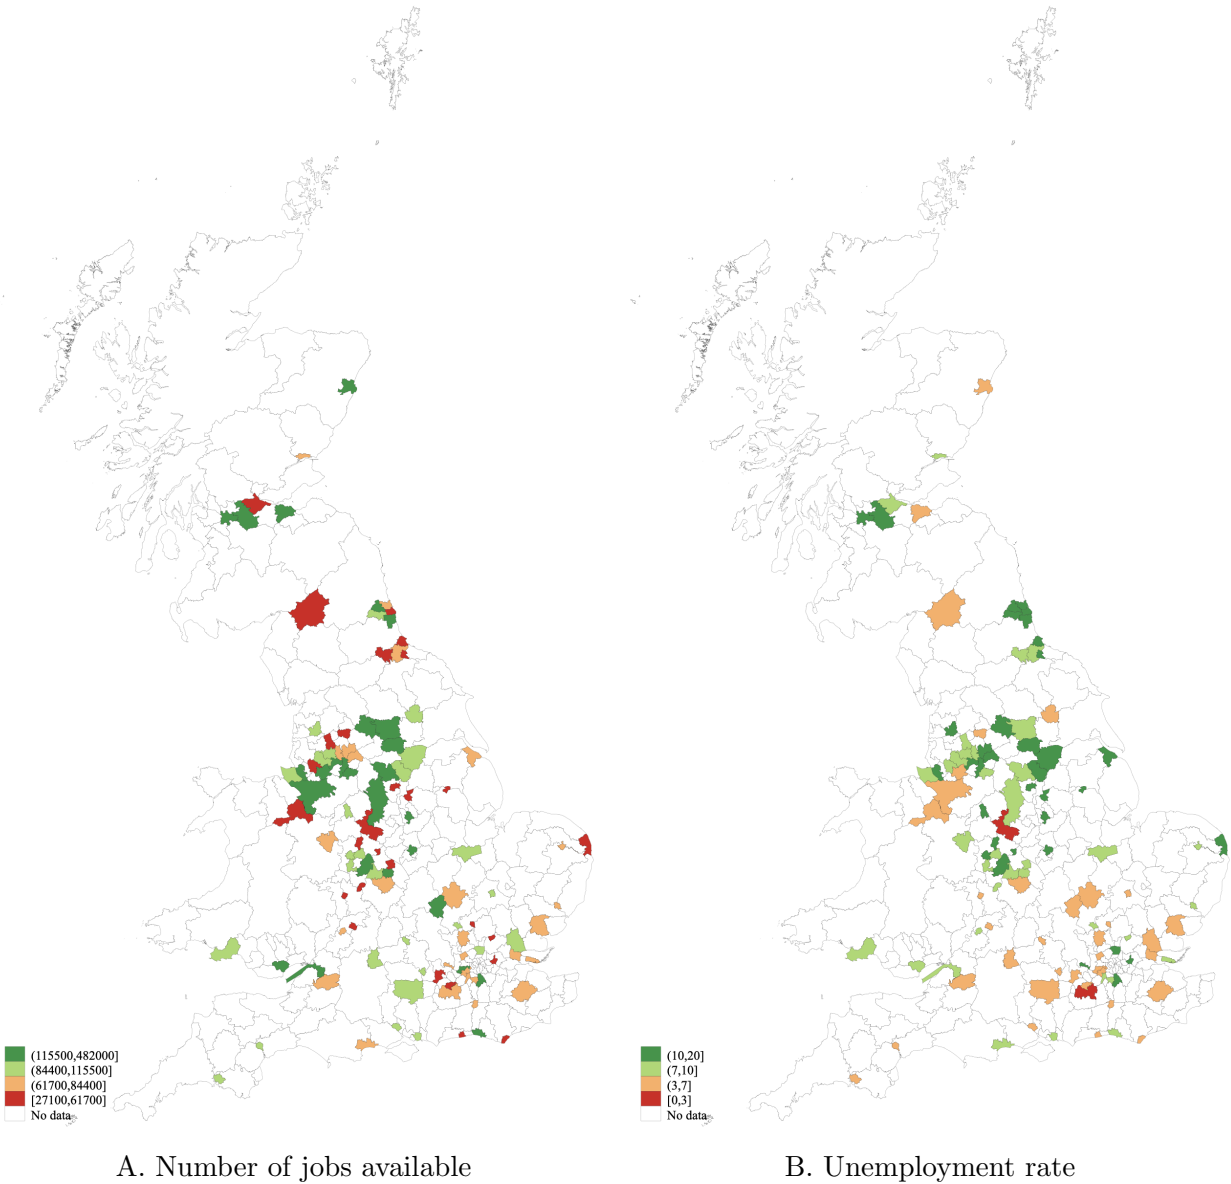 (115500,482000]
(84400,115500]
(61700,84400]
[27100,61700]
No data
(10,20]
(7,10]
(3,7]
[0,3]
No data
A. Number of jobs available
B. Unemployment rate